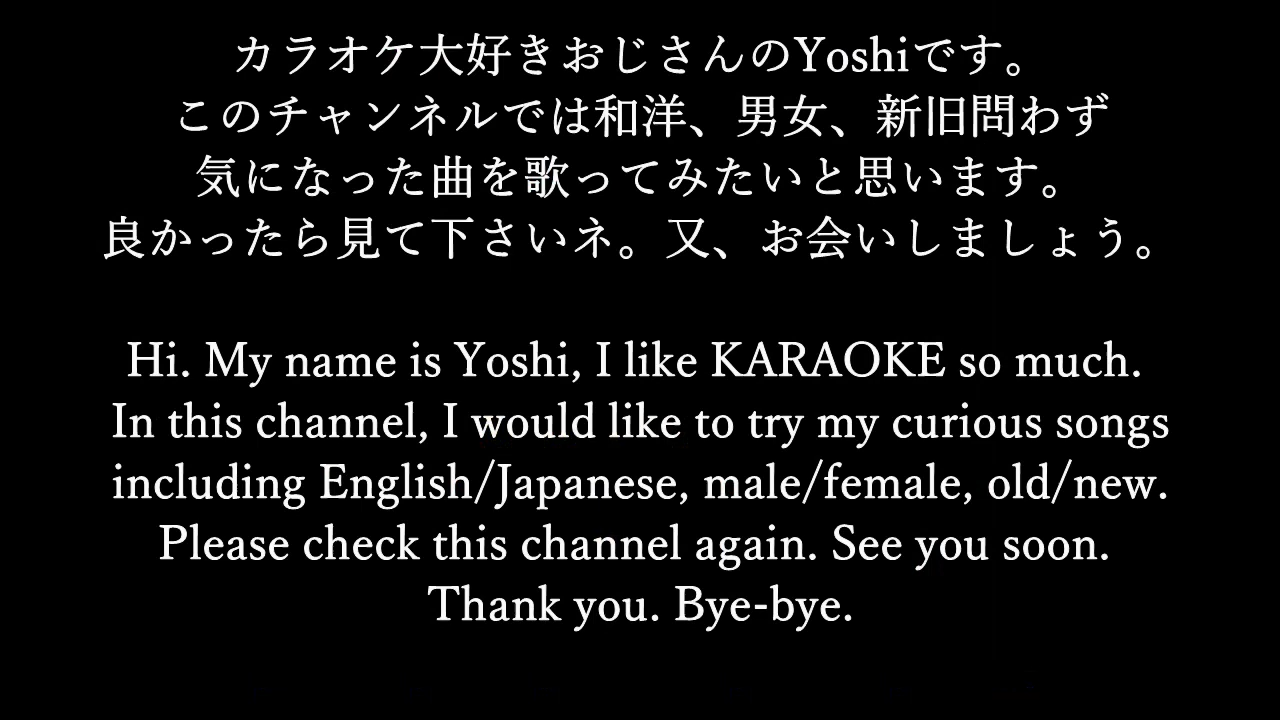 カラオケ大好きおじさんのYoshiです。
このチャンネルでは和洋、男女、新旧問わず
気になった曲を歌ってみたいと思います。
良かったら見て下さいネ。又、お会いしましょう。
Hi. My name is Yoshi, I like KARAOKE so much.
In this channel, I would like to try my curious songs
including English/Japanese, male/female, old/new.
Please check this channel again. See you soon.
Thank you. Bye-bye.